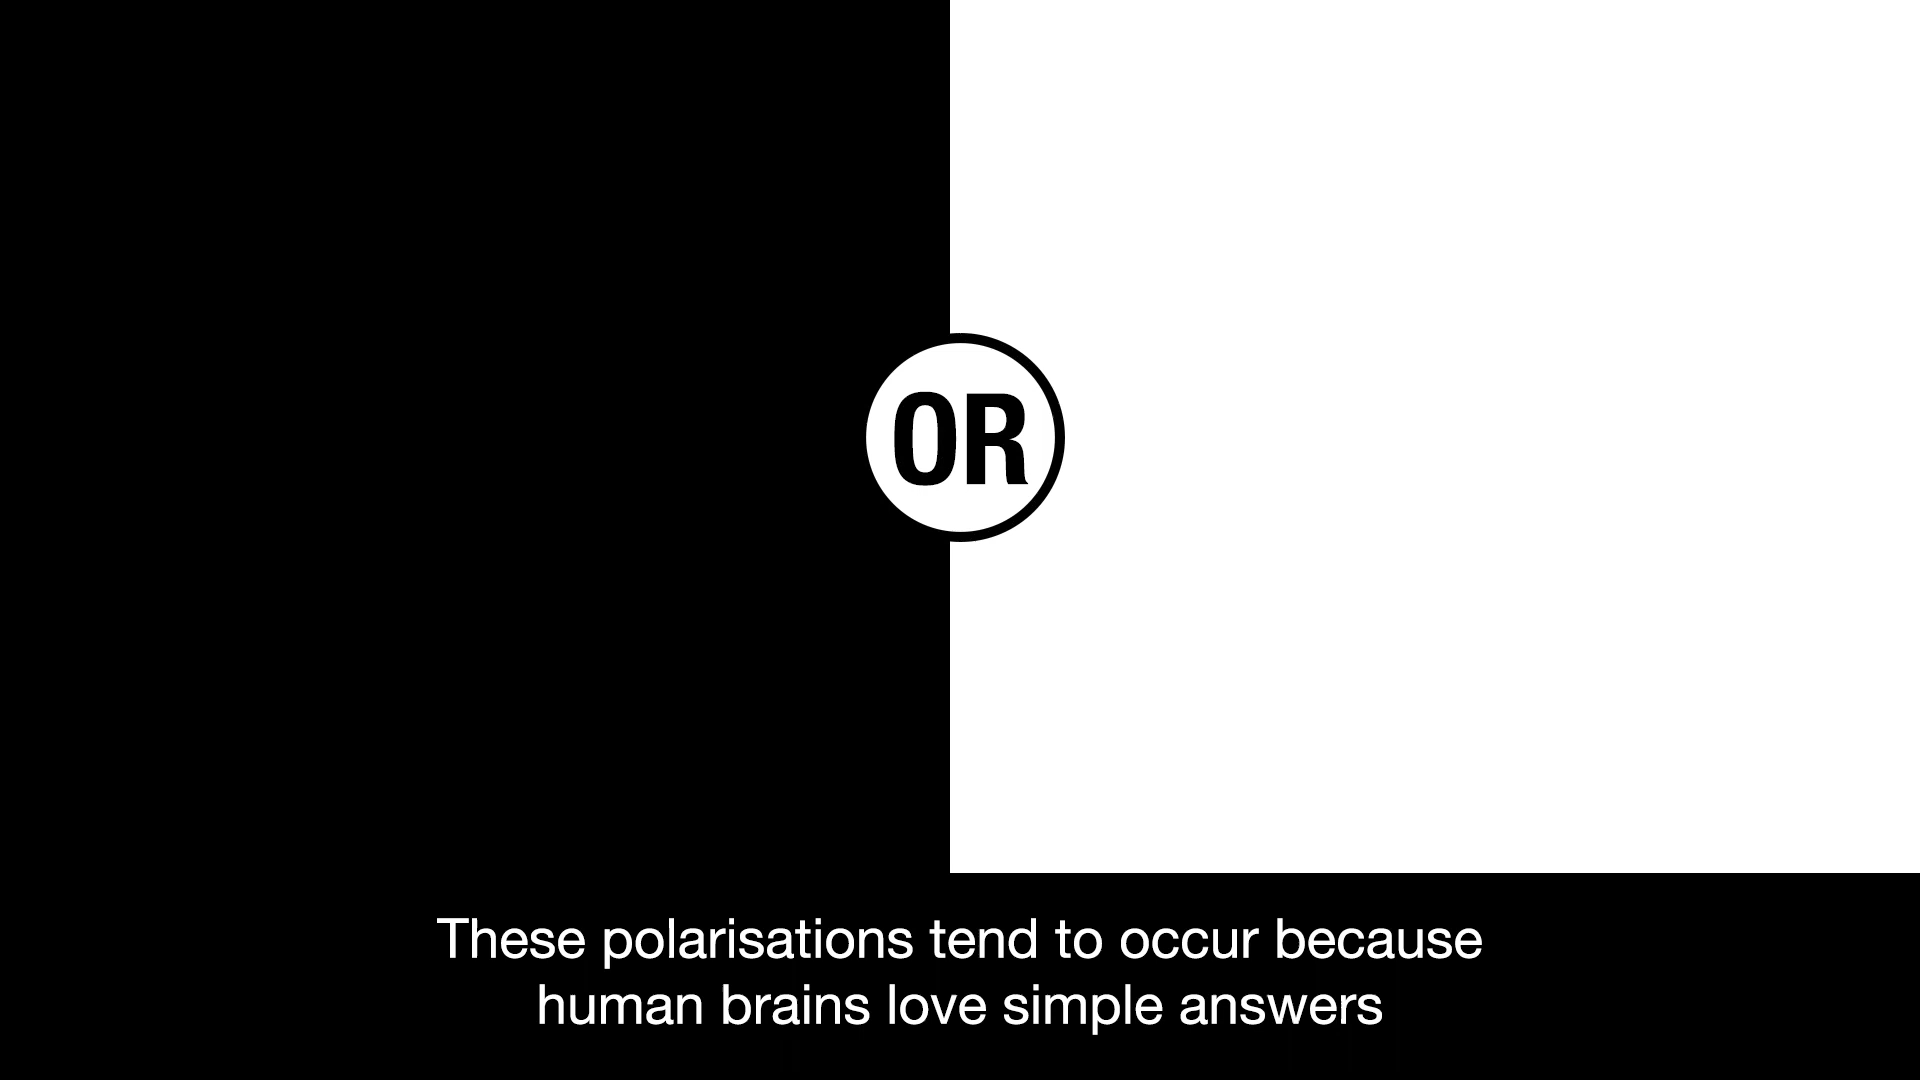 OR
These polarisations tend to occur because
human brains love simple answers